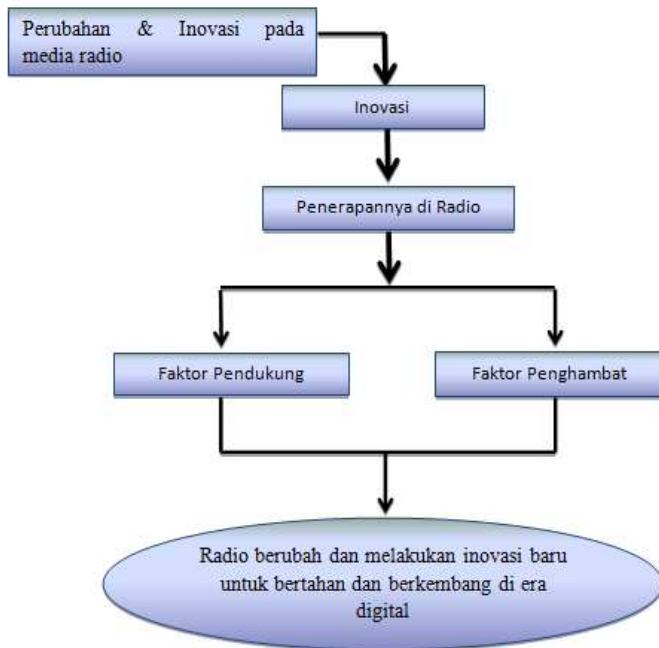 Perubahan & Inovasi pada
media radio
Inovasi
Penerapannya di Radio
Faktor Pendukung
Faktor Penghambat
Radio berubah dan melakukan inovasi baru
untuk bertahan dan berkembang di era
digital